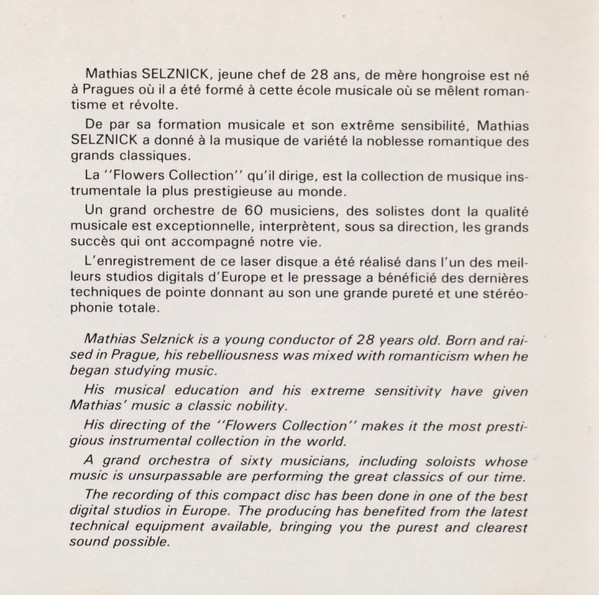 Mathias SELZNICK, jeune chef de 28 ans, de mère hongroise est né
à Pragues où il a été formé à cette école musicale où se mêlent roman-
tisme et révolte.
De par sa formation musicale et son extrême sensibilité, Mathias
SELZNICK a donné à la musique de variété la noblesse romantique des
grands classiques.
La ''Flowers Collection'' qu'il dirige, est la collection de musique ins-
trumentale la plus prestigieuse au monde.
Un grand orchestre de 60 musiciens, des solistes dont la qualité
musicale est exceptionnelle, interprètent, sous sa direction, les grands
succès qui ont accompagné notre vie.
L'enregistrement de ce laser disque a été réalisé dans l'un des meil-
leurs studios digitals d'Europe et le pressage a bénéficié des dernières
techniques de pointe donnant au son une grande pureté et une stéréo-
phonie totale.
Mathias Selznick is a young conductor of 28 years old. Born and rai-
sed in Prague, his rebelliousness was mixed with romanticism when he
began studying music.
His musical education and his extreme sensitivity have given
Mathias' music a classic nobility.
His directing of the ''Flowers Collection'' makes it the most presti-
gious instrumental collection in the world.
A grand orchestra of sixty musicians, including soloists whose
music is unsurpassable are performing the great classics of our time.
The recording of this compact disc has been done in one of the best
digital studios in Europe. The producing has benefited from the latest
technical equipment available, bringing you the purest and clearest
sound possible.